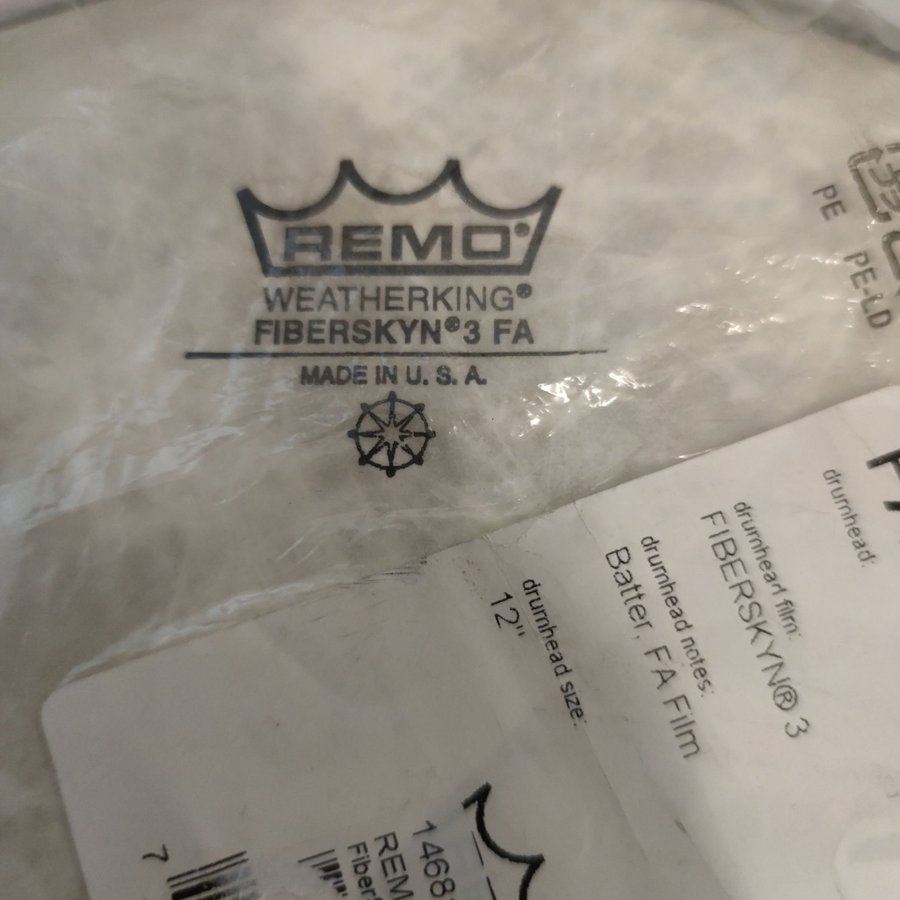 REMO®
WEATHERKING®
FIBERSKYN®3 FA
MADE IN U. S. A.
PE
PE-LD
drumhead:
drumhead film:
FIBERSKYN® 3
drumhead notes:
Batter, FA Film
drumhead size:
12"
7